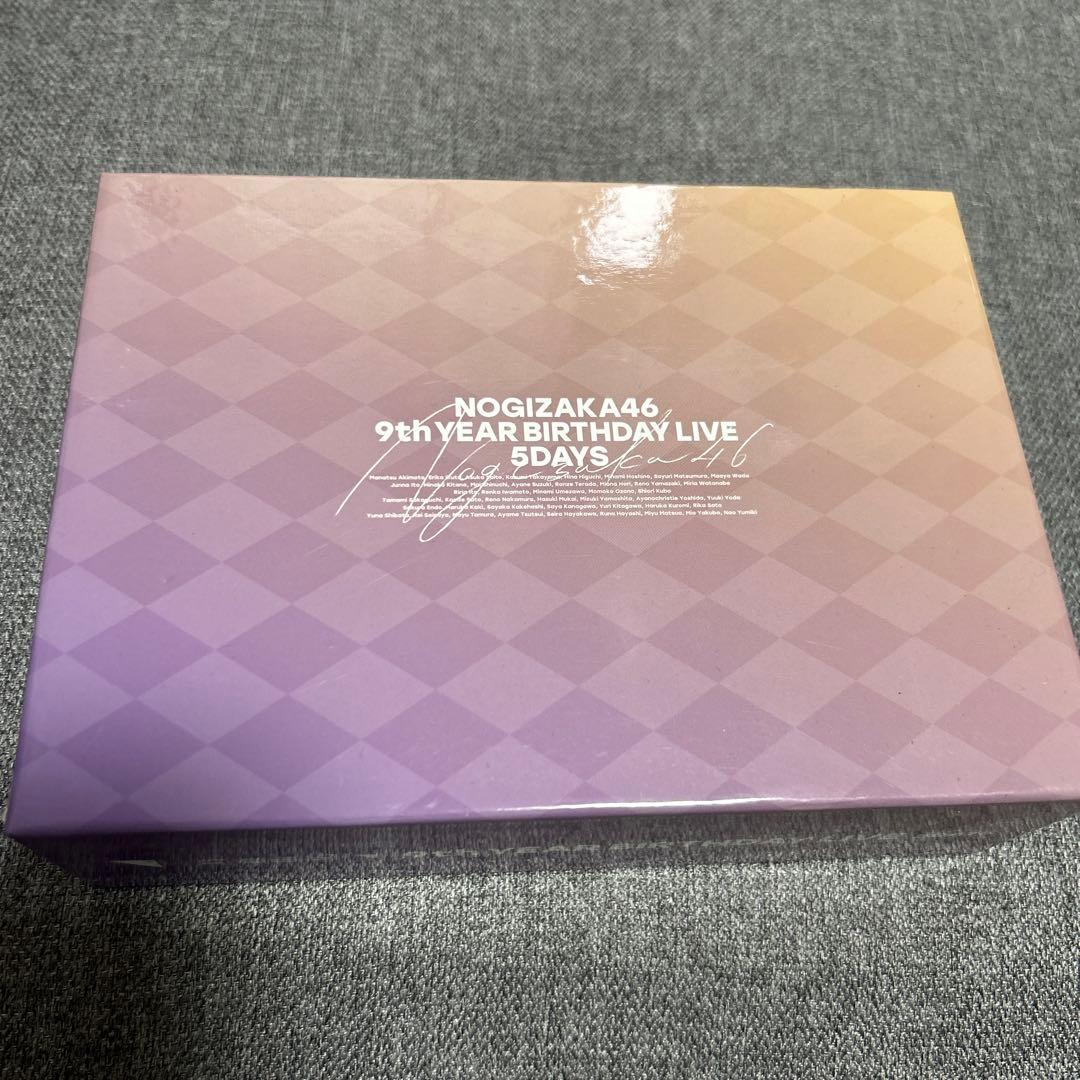 NOGIZAKA46
9th YEAR BIRTHDAY LIVE
5DAYS
Nogizaka46
Manatsu Akimoto, Erika Ikuta, Asuka Saito, Kazumi Takayama, Hina Higuchi, Minami Hoshino, Sayuri Matsumura, Maaya Wada
Junna Ito, Hinako Kitano, Mai Shinuchi, Ayane Suzuki, Ranze Terada, Miona Hori, Reno Yamazaki, Miria Watanabe
Riria Ito, Renka Iwamoto, Minami Umezawa, Momoko Ozono, Shiori Kubo
Tamami Sakaguchi, Kaede Sato, Reno Nakamura, Hazuki Mukai, Mizuki Yamashita, Ayanochristie Yoshida, Yuuki Yoda
Sakura Endo, Haruka Kaki, Sayaka Kakehashi, Saya Kanagawa, Yuri Kitagawa, Haruka Kuromi, Rika Sato
Yuna Shibata, Rei Seimiya, Mayu Tamura, Ayame Tsutsui, Seira Hayakawa, Runa Hayashi, Miyu Matsuo, Mio Yakubo, Nao Yumiki